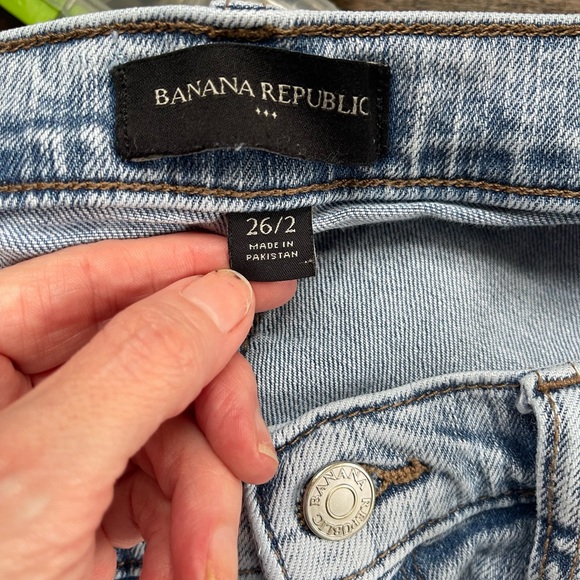 BANANA REPUBLIC
26/2
MADE IN
PAKISTAN
BANANA
REPUBLIC